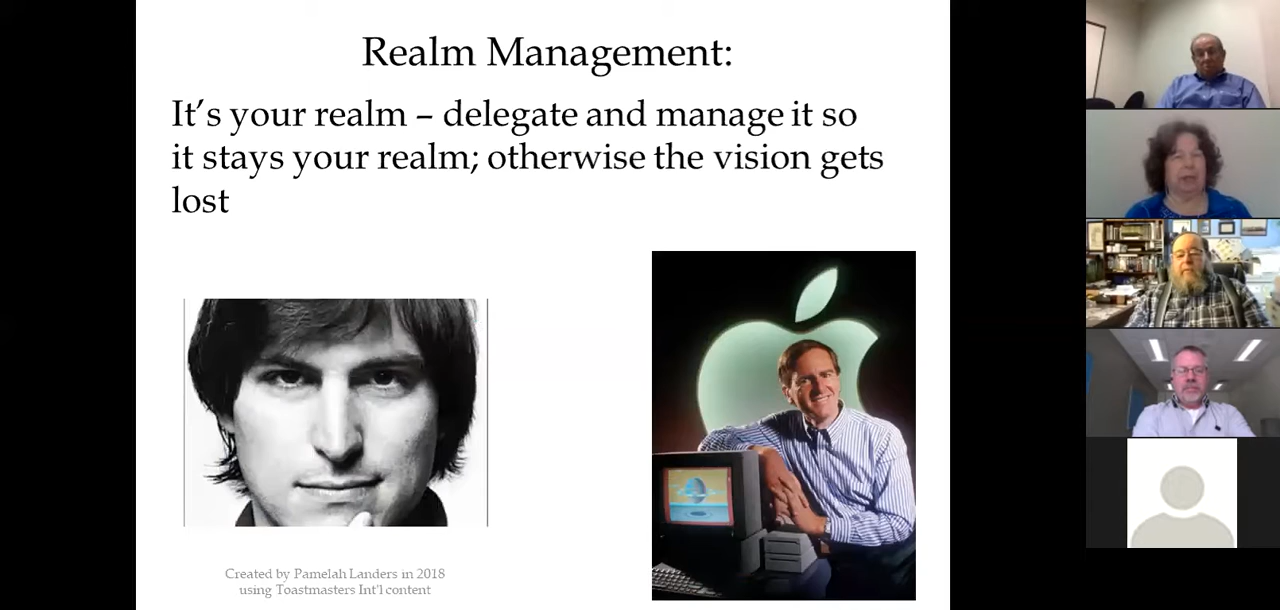 Realm Management:
It’s your realm – delegate and manage it so
it stays your realm; otherwise the vision gets
lost
Created by Pamelah Landers in 2018
using Toastmasters Int'l content